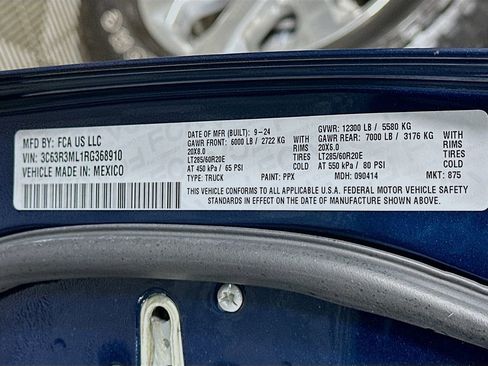 MFD BY: FCA US LLC
VIN: 3C63R3ML1RG368910
VEHICLE MADE IN: MEXICO
DATE OF MFR (BUILT): 9-24
GAWR FRONT: 6000 LB / 2722 KG
20X8.0
LT285/60R20E
AT 450 kPa / 65 PSI
WITH
RIMS
TIRES
COLD
GVWR: 12300 LB / 5580 KG
GAWR REAR: 7000 LB / 3176 KG
20X6.0
LT285/60R20E
AT 550 kPa / 80 PSI
WITH
RIMS
TIRES
COLD
TYPE: TRUCK PAINT: PPX MDH: 090414 MKT: 875
THIS VEHICLE CONFORMS TO ALL APPLICABLE U.S.A. FEDERAL MOTOR VEHICLE SAFETY
STANDARDS IN EFFECT ON THE DATE OF MANUFACTURE SHOWN ABOVE.